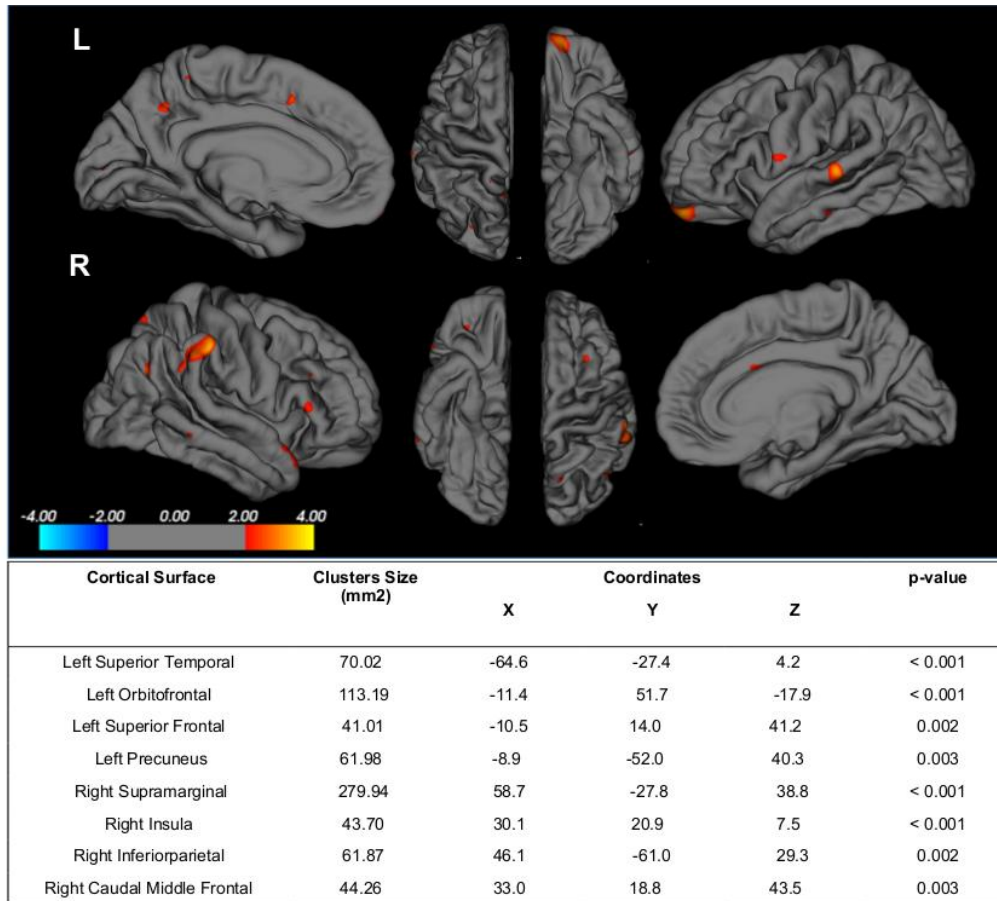 L
R
-4.00 -2.00 0.00 2.00 4.00
Cortical Surface Clusters Size (mm2) Coordinates p-value
X Y Z
Left Superior Temporal 70.02 -64.6 -27.4 4.2 < 0.001
Left Orbitofrontal 113.19 -11.4 51.7 -17.9 < 0.001
Left Superior Frontal 41.01 -10.5 14.0 41.2 0.002
Left Precuneus 61.98 -8.9 -52.0 40.3 0.003
Right Supramarginal 279.94 58.7 -27.8 38.8 < 0.001
Right Insula 43.70 30.1 20.9 7.5 < 0.001
Right Inferiorparietal 61.87 46.1 -61.0 29.3 0.002
Right Caudal Middle Frontal 44.26 33.0 18.8 43.5 0.003